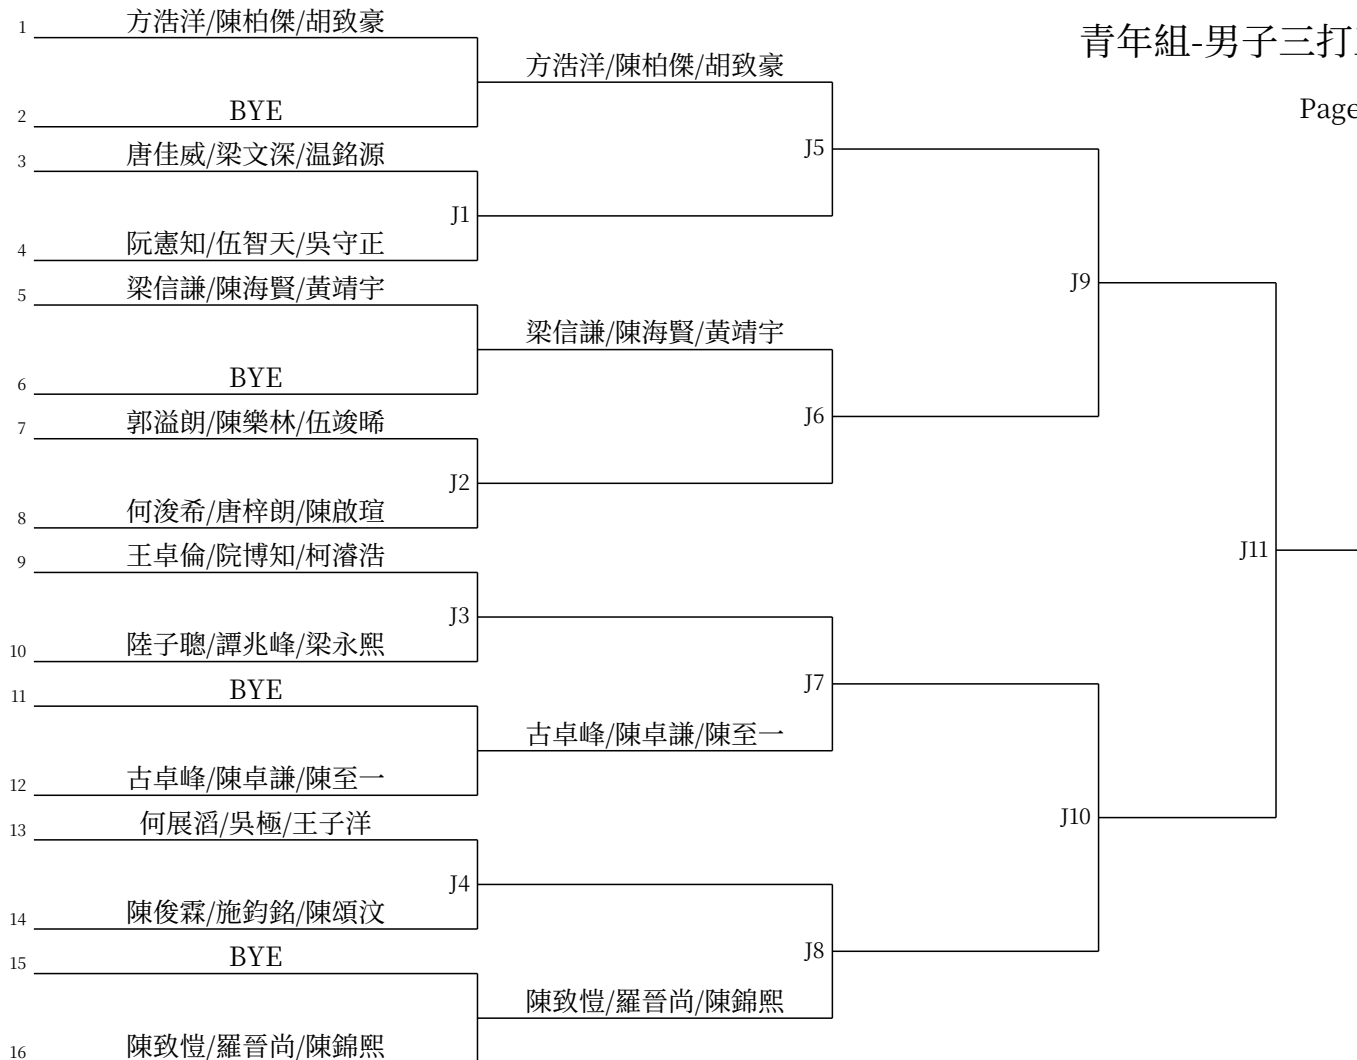 1 方浩洋/陳柏傑/胡致豪
青年組-男子三打
方浩洋/陳柏傑/胡致豪
2 BYE
Page
3 唐佳威/梁文深/温銘源
J5
J1
4 阮憲知/伍智天/吳守正
5 梁信謙/陳海賢/黃靖宇
J9
梁信謙/陳海賢/黃靖宇
6 BYE
7 郭溢朗/陳樂林/伍竣晞
J6
J2
8 何浚希/唐梓朗/陳啟瑄
9 王卓倫/院博知/柯濬浩
J11
J3
10 陸子聰/譚兆峰/梁永熙
11 BYE
J7
古卓峰/陳卓謙/陳至一
12 古卓峰/陳卓謙/陳至一
13 何展滔/吳極/王子洋
J10
J4
14 陳俊霖/施鈞銘/陳頌汶
15 BYE
J8
陳致愷/羅晉尚/陳錦熙
16 陳致愷/羅晉尚/陳錦熙